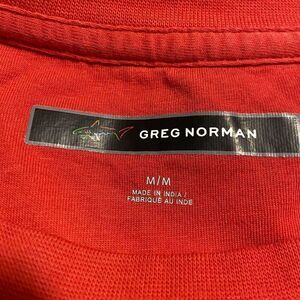 GREG NORMAN
M/M
MADE IN INDIA /
FABRIQUÉ AU INDE